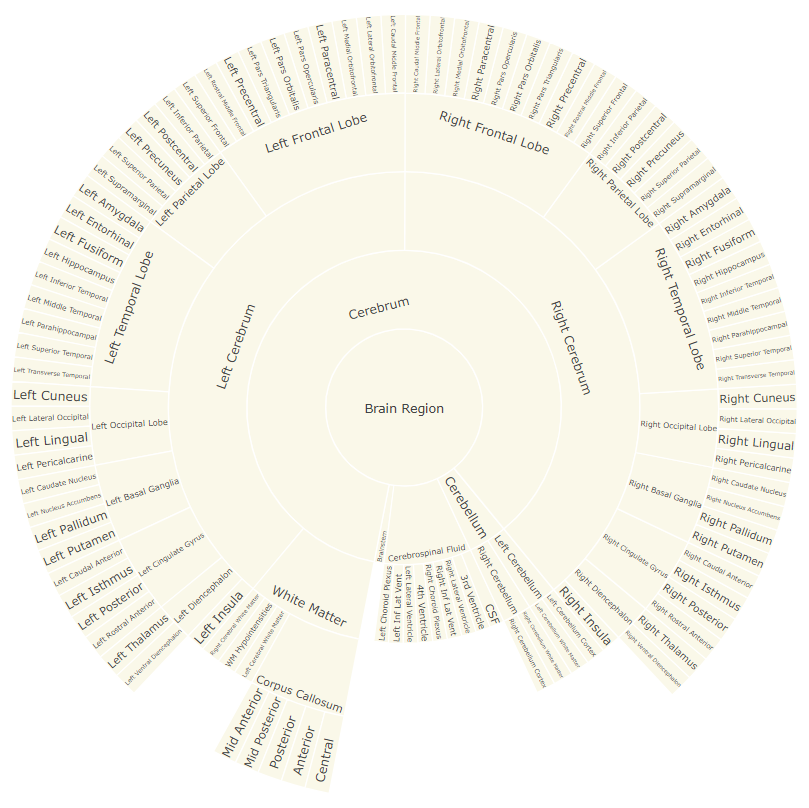 Brain Region
Cerebrum
Right Cerebrum
Right Frontal Lobe
Right Caudal Middle Frontal
Right Lateral Orbitofrontal
Right Medial Orbitofrontal
Right Paracentral
Right Pars Opercularis
Right Pars Orbitalis
Right Pars Triangularis
Right Precentral
Right Rostral Middle Frontal
Right Superior Frontal
Right Parietal Lobe
Right Inferior Parietal
Right Postcentral
Right Precuneus
Right Superior Parietal
Right Supramarginal
Right Temporal Lobe
Right Amygdala
Right Entorhinal
Right Fusiform
Right Hippocampus
Right Inferior Temporal
Right Middle Temporal
Right Parahippocampal
Right Superior Temporal
Right Transverse Temporal
Right Occipital Lobe
Right Cuneus
Right Lateral Occipital
Right Lingual
Right Pericalcarine
Right Basal Ganglia
Right Caudate Nucleus
Right Nucleus Accumbens
Right Pallidum
Right Putamen
Right Cingulate Gyrus
Right Caudal Anterior
Right Isthmus
Right Posterior
Right Rostral Anterior
Right Diencephalon
Right Thalamus
Right Ventral Diencephalon
Right Insula
Cerebellum
Left Cerebellum
Left Cerebellum Cortex
Left Cerebellum White Matter
Right Cerebellum
Right Cerebellum White Matter
Right Cerebellum Cortex
Cerebrospinal Fluid
CSF
3rd Ventricle
Right Lateral Ventricle
Right Inf Lat Vent
Right Choroid Plexus
4th Ventricle
Left Lateral Ventricle
Left Inf Lat Vent
Left Choroid Plexus
Brainstem
White Matter
Corpus Callosum
Central
Anterior
Posterior
Mid Posterior
Mid Anterior
Left Cerebral White Matter
WM Hypointensities
Right Cerebral White Matter
Left Cerebrum
Left Insula
Left Diencephalon
Left Ventral Diencephalon
Left Thalamus
Left Cingulate Gyrus
Left Rostral Anterior
Left Posterior
Left Isthmus
Left Caudal Anterior
Left Basal Ganglia
Left Putamen
Left Pallidum
Left Nucleus Accumbens
Left Caudate Nucleus
Left Occipital Lobe
Left Pericalcarine
Left Lingual
Left Lateral Occipital
Left Cuneus
Left Temporal Lobe
Left Transverse Temporal
Left Superior Temporal
Left Parahippocampal
Left Middle Temporal
Left Inferior Temporal
Left Hippocampus
Left Fusiform
Left Entorhinal
Left Amygdala
Left Parietal Lobe
Left Supramarginal
Left Superior Parietal
Left Precuneus
Left Postcentral
Left Inferior Parietal
Left Frontal Lobe
Left Superior Frontal
Left Rostral Middle Frontal
Left Precentral
Left Pars Triangularis
Left Pars Orbitalis
Left Pars Opercularis
Left Paracentral
Left Medial Orbitofrontal
Left Lateral Orbitofrontal
Left Caudal Middle Frontal